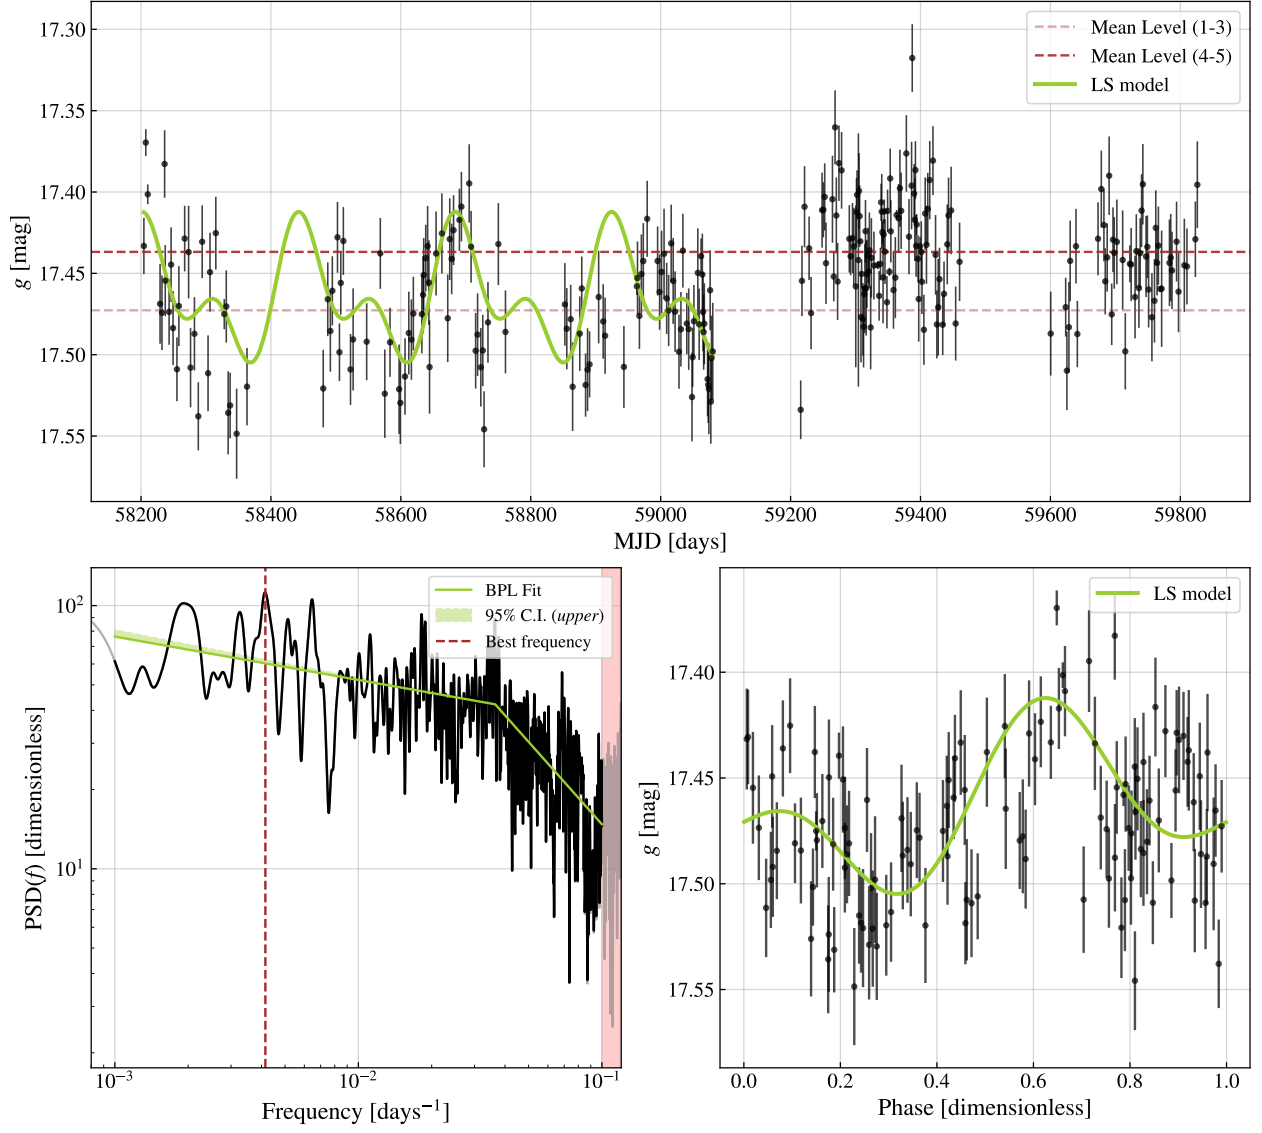 17.30
17.35
17.40
17.45
17.50
17.55
g [mag]
Mean Level (1-3)
Mean Level (4-5)
LS model
58200 58400 58600 58800 59000 59200 59400 59600 59800
MJD [days]
10²
10¹
PSD(f) [dimensionless]
BPL Fit
95% C.I. (upper)
Best frequency
10⁻³ 10⁻² 10⁻¹
Frequency [days⁻¹]
17.40
17.45
17.50
17.55
g [mag]
LS model
0.0 0.2 0.4 0.6 0.8 1.0
Phase [dimensionless]